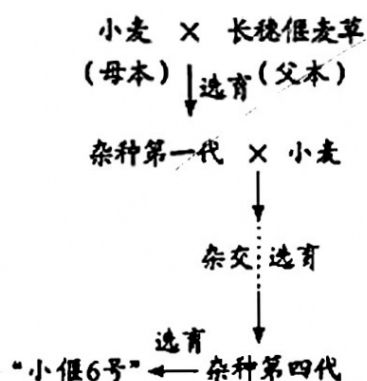 小麦 × 长穗偃麦草
(母本) 选育 (父本)
杂种第一代 × 小麦
杂交 选育
选育
“小偃6号” 杂种第四代